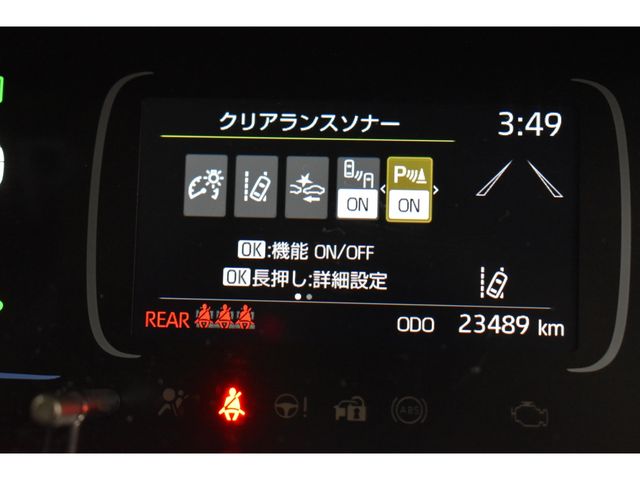 クリアランスソナー 3:49
P
ON ON
OK:機能 ON/OFF
OK長押し:詳細設定
REAR ODO 23489 km
ABS